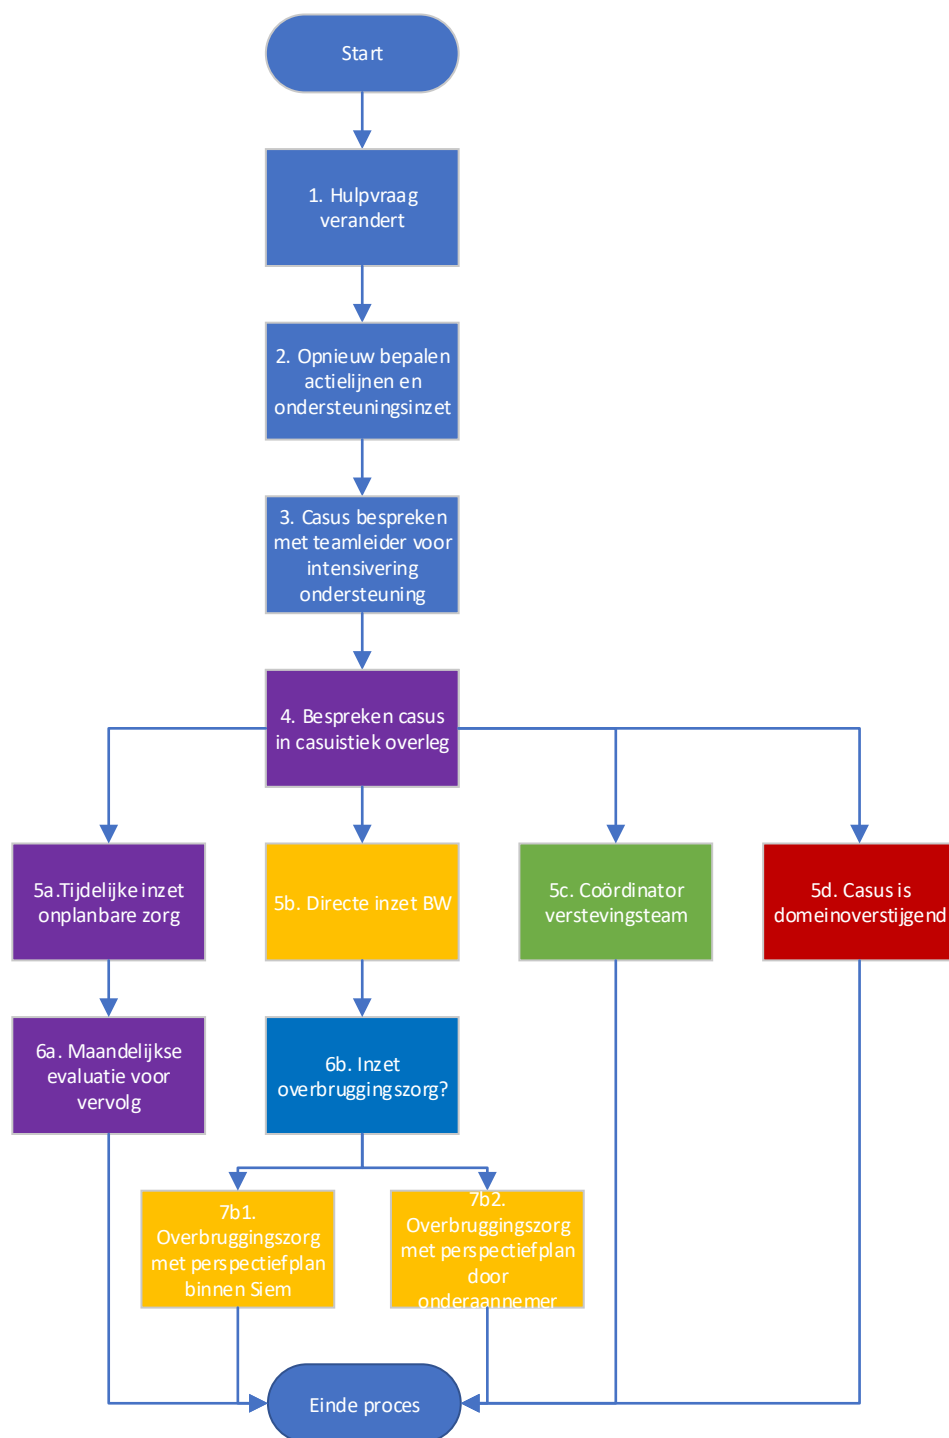 Start
1. Hulpvraag
verandert
2. Opnieuw bepalen
actielijnen en
ondersteuningsinzet
3. Casus bespreken
met teamleider voor
intensivering
ondersteuning
4. Bespreken casus
in casuistiek overleg
5a.Tijdelijke inzet
onplanbare zorg
5b. Directe inzet BW
5c. Coördinator
verstevingsteam
5d. Casus is
domeinoverstijgend
6a. Maandelijkse
evaluatie voor
vervolg
6b. Inzet
overbruggingszorg?
7b1.
Overbruggingszorg
met perspectiefplan
binnen Siem
7b2.
Overbruggingszorg
met perspectiefplan
door
onderaannemer
Einde proces